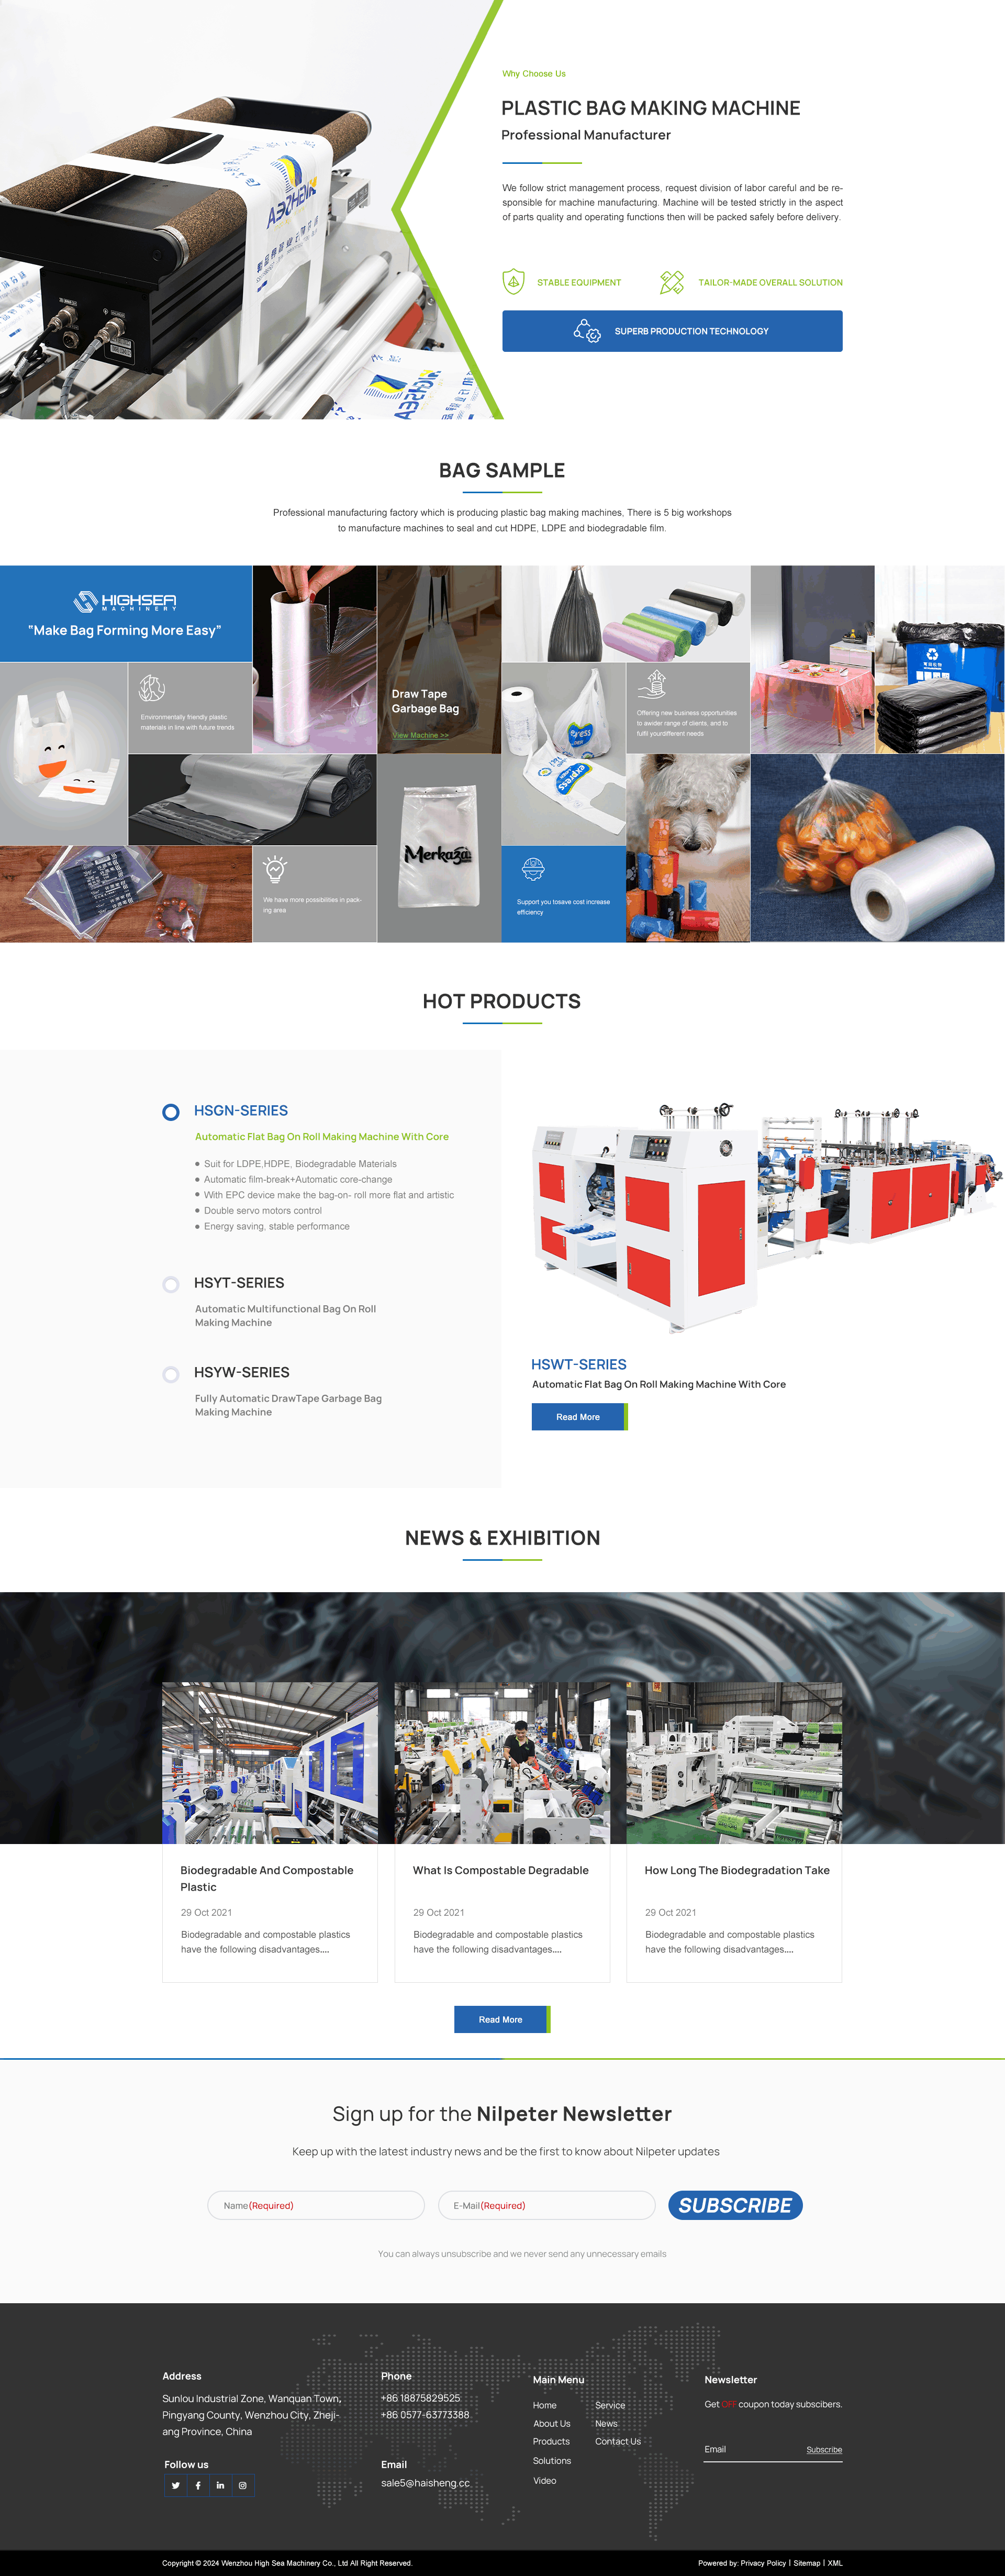 Why Choose Us
PLASTIC BAG MAKING MACHINE
Professional Manufacturer
We follow strict management process, request division of labor careful and be re-
sponsible for machine manufacturing. Machine will be tested strictly in the aspect
of parts quality and operating functions then will be packed safely before delivery.
STABLE EQUIPMENT
TAILOR-MADE OVERALL SOLUTION
SUPERB PRODUCTION TECHNOLOGY
BAG SAMPLE
Professional manufacturing factory which is producing plastic bag making machines, There is 5 big workshops
to manufacture machines to seal and cut HDPE, LDPE and biodegradable film.
HIGHSEA
MACHINERY
“Make Bag Forming More Easy”
Environmentally friendly plastic
materials in line with future trends
Draw Tape
Garbage Bag
View Machine >>
Offering new business opportunities
to awider range of clients, and to
fulfil yourdifferent needs
express
Merkaza
We have more possibilities in pack-
ing area
Support you tosave cost increase
efficiency
HOT PRODUCTS
HSGN-SERIES
Automatic Flat Bag On Roll Making Machine With Core
Suit for LDPE,HDPE, Biodegradable Materials
Automatic film-break+Automatic core-change
With EPC device make the bag-on- roll more flat and artistic
Double servo motors control
Energy saving, stable performance
HSYT-SERIES
Automatic Multifunctional Bag On Roll
Making Machine
HSYW-SERIES
Fully Automatic DrawTape Garbage Bag
Making Machine
HSWT-SERIES
Automatic Flat Bag On Roll Making Machine With Core
Read More
NEWS & EXHIBITION
Biodegradable And Compostable
Plastic
29 Oct 2021
Biodegradable and compostable plastics
have the following disadvantages....
What Is Compostable Degradable
29 Oct 2021
Biodegradable and compostable plastics
have the following disadvantages....
How Long The Biodegradation Take
29 Oct 2021
Biodegradable and compostable plastics
have the following disadvantages....
Read More
Sign up for the Nilpeter Newsletter
Keep up with the latest industry news and be the first to know about Nilpeter updates
Name(Required)
E-Mail(Required)
SUBSCRIBE
You can always unsubscribe and we never send any unnecessary emails
Address
Sunlou Industrial Zone, Wanquan Town,
Pingyang County, Wenzhou City, Zheji-
ang Province, China
Follow us
Phone
+86 18875829525
+86 0577-63773388
Email
sale5@haisheng.cc
Main Menu
Home
Service
About Us
News
Products
Contact Us
Solutions
Video
Newsletter
Get OFF coupon today subscibers.
Email
Subscribe
Copyright © 2024 Wenzhou High Sea Machinery Co., Ltd All Right Reserved.
Powered by: Privacy Policy | Sitemap | XML